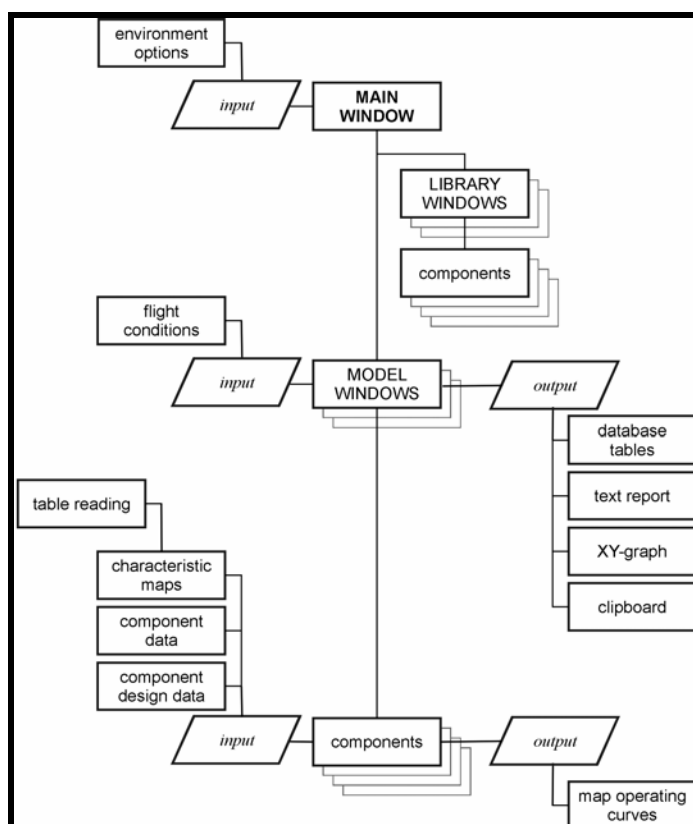 environment
options
input
MAIN
WINDOW
LIBRARY
WINDOWS
components
flight
conditions
input
MODEL
WINDOWS
output
database
tables
text report
XY-graph
clipboard
table reading
characteristic
maps
component
data
component
design data
input
components
output
map operating
curves